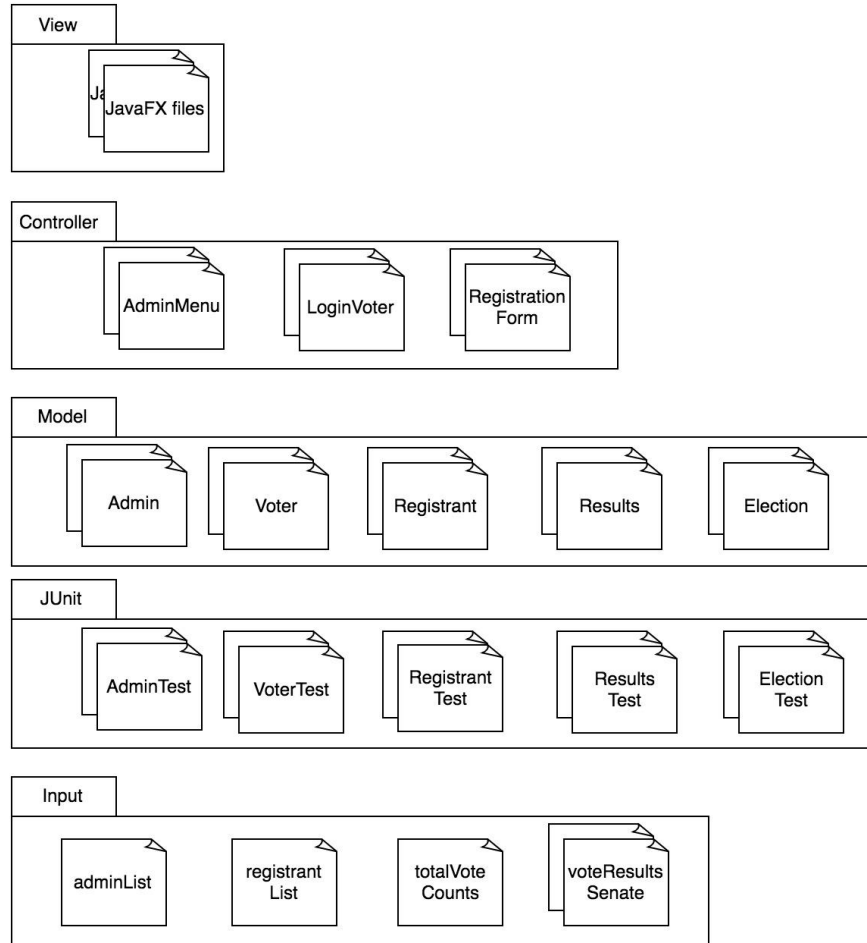 View
Ja
JavaFX files
Controller
AdminMenu
LoginVoter
Registration
Form
Model
Admin
Voter
Registrant
Results
Election
JUnit
AdminTest
VoterTest
Registrant
Test
Results
Test
Election
Test
Input
adminList
registrant
List
totalVote
Counts
voteResults
Senate